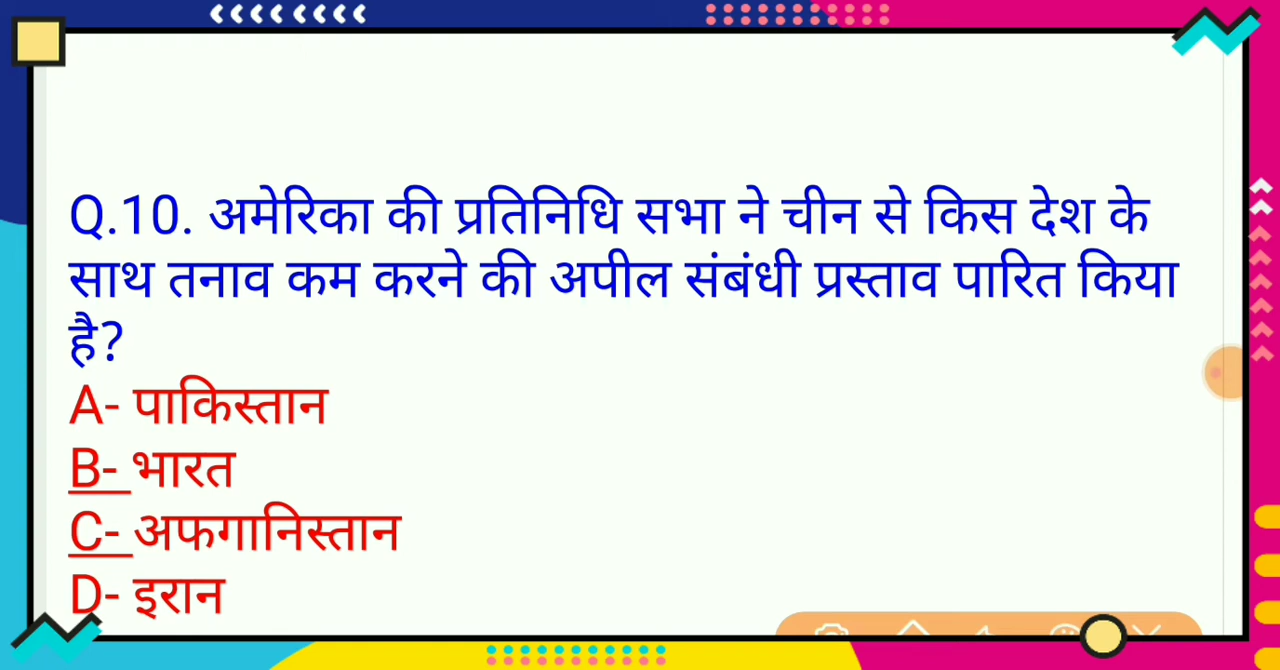 Q.10. अमेरिका की प्रतिनिधि सभा ने चीन से किस देश के
साथ तनाव कम करने की अपील संबंधी प्रस्ताव पारित किया
है?
A- पाकिस्तान
B- भारत
C- अफगानिस्तान
D- इरान